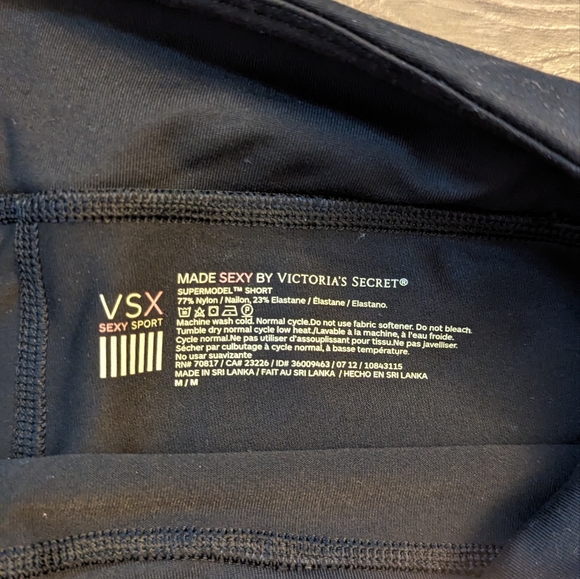 VSX
SEXY SPORT
MADE SEXY BY VICTORIA'S SECRET®
SUPERMODEL™ SHORT
77% Nylon / Nailon, 23% Elastane / Élastane / Elastano.
Machine wash cold. Normal cycle.Do not use fabric softener. Do not bleach.
Tumble dry normal cycle low heat./Lavable à la machine, à l'eau froide.
Cycle normal.Ne pas utiliser d'assouplissant pour tissu.Ne pas javelliser.
Sécher par culbutage à cycle normal, à basse température.
No usar suavizante
RN# 70817 / CA# 23226 / ID# 36009463 / 07 12 / 10843115
MADE IN SRI LANKA / FAIT AU SRI LANKA / HECHO EN SRI LANKA
M / M